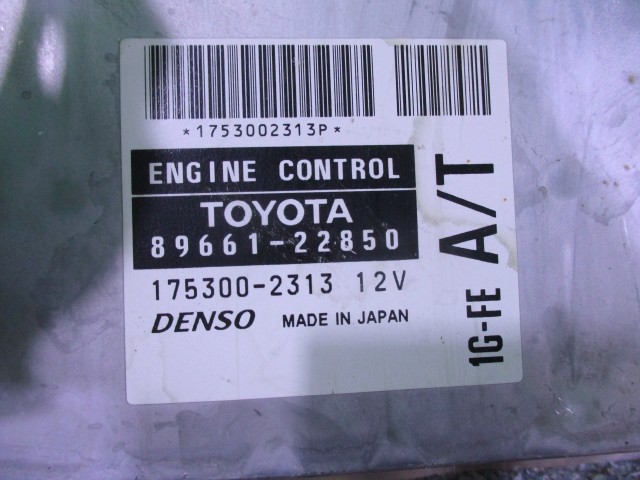 *1753002313P*
ENGINE CONTROL
TOYOTA
89661-22850
175300-2313 12V
DENSO MADE IN JAPAN
1G-FE A/T